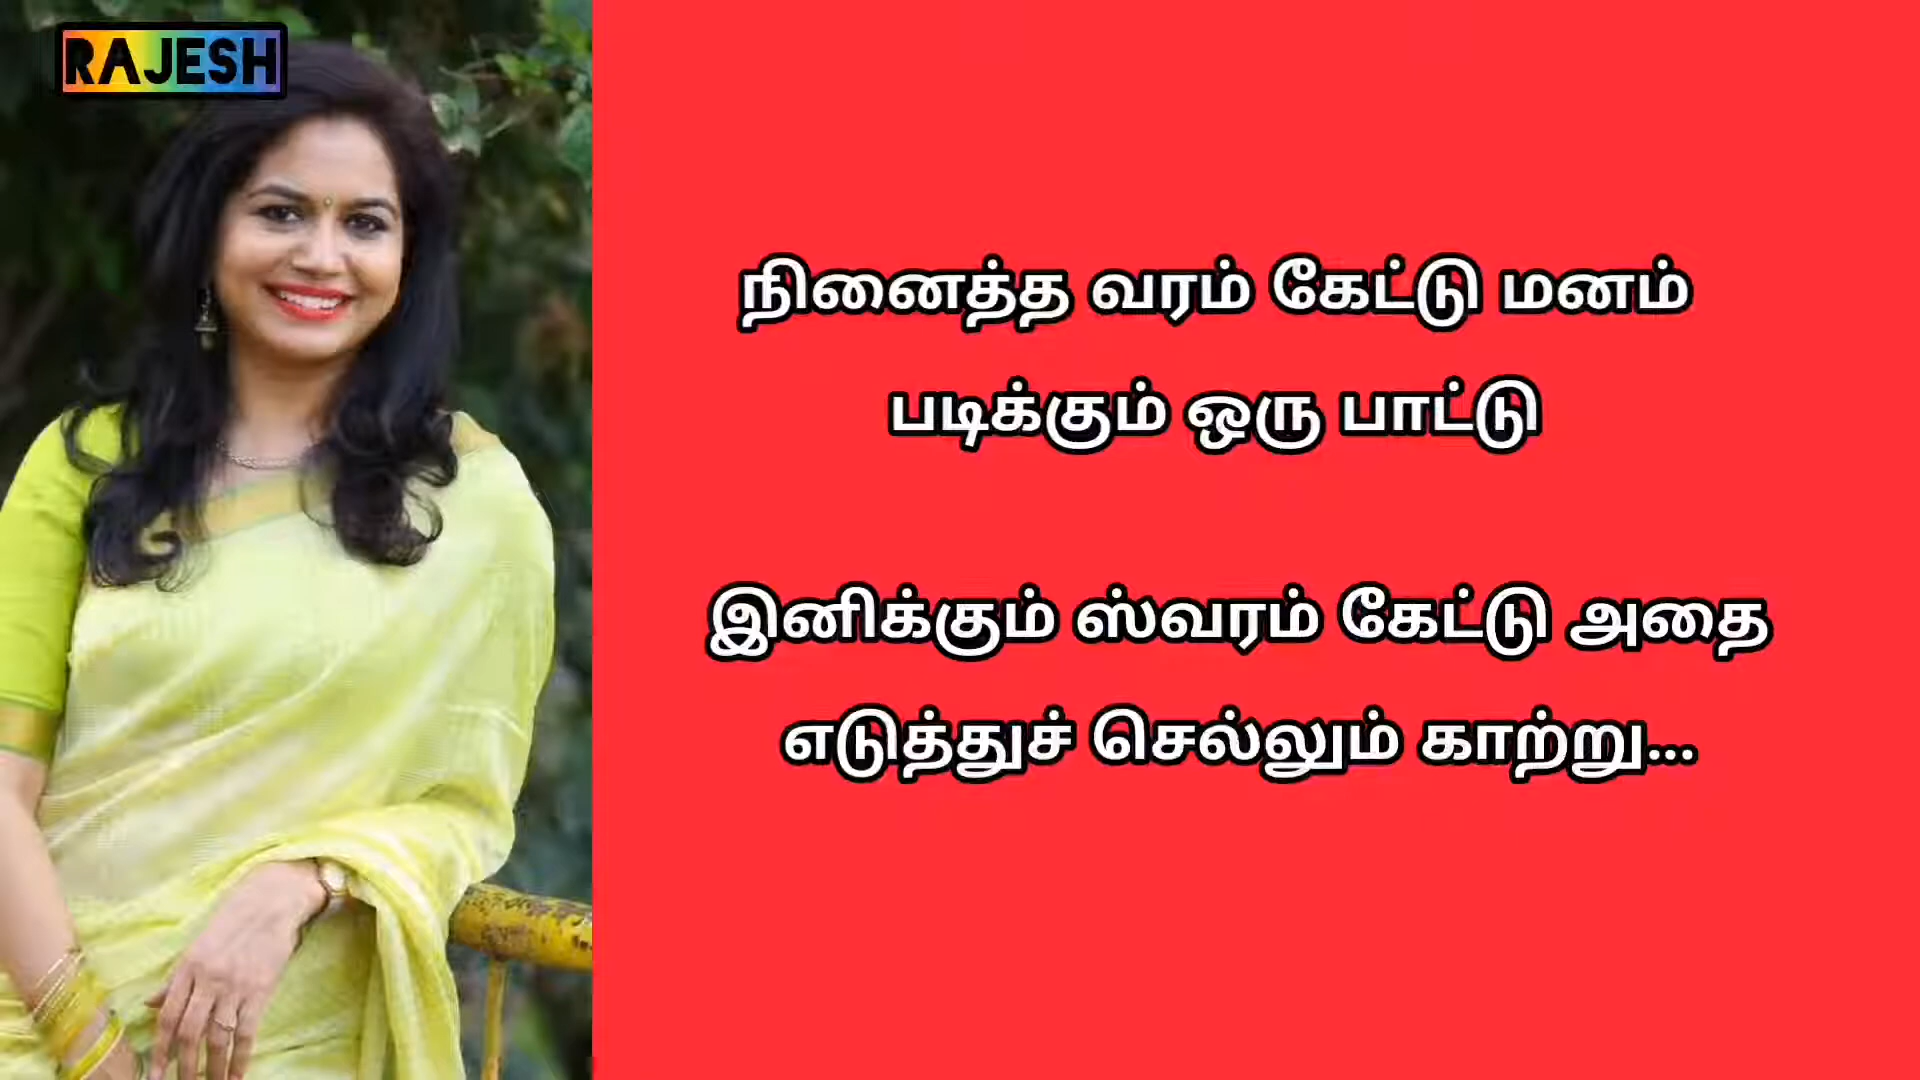 RAJESH
நினைத்த வரம் கேட்டு மனம்
படிக்கும் ஒரு பாட்டு
இனிக்கும் ஸ்வரம் கேட்டு அதை
எடுத்துச் செல்லும் காற்று...